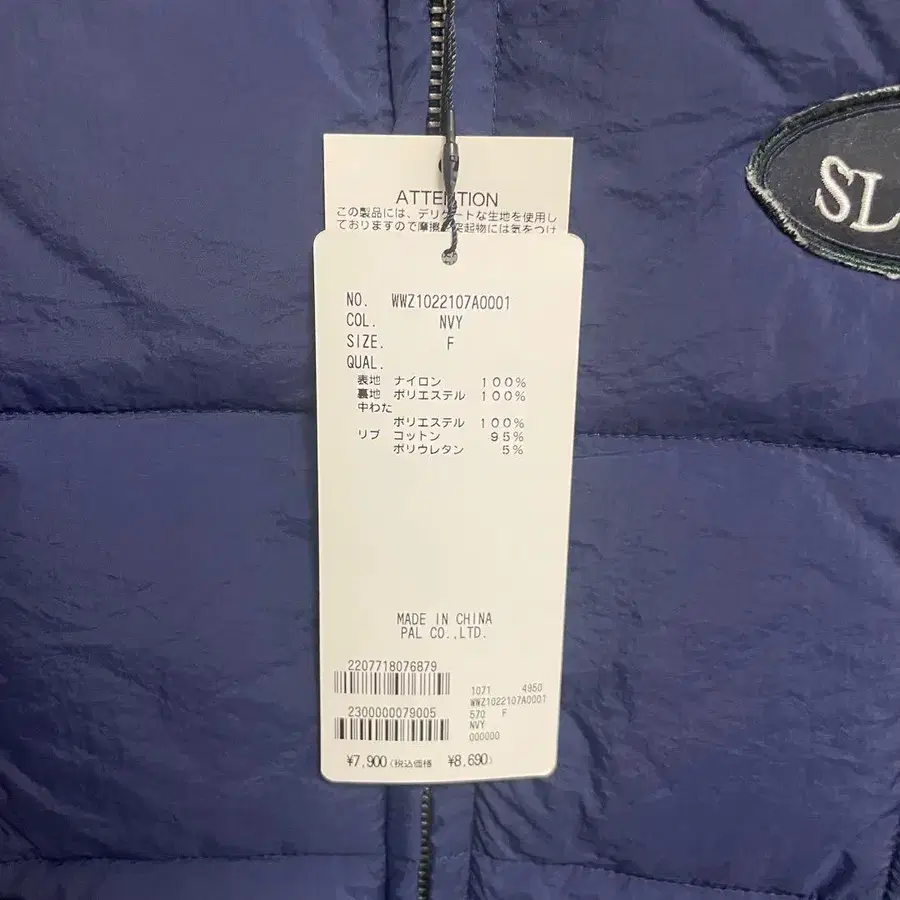 ATTENTION
この製品には、デリケートな生地を使用し
ておりますので摩擦や突起物には気をつけ
SL
NO. WWZ1022107A0001
COL. NVY
SIZE. F
QUAL.
表地 ナイロン 100%
裏地 ポリエステル 100%
中わた
ポリエステル 100%
リブ コットン 95%
ポリウレタン 5%
MADE IN CHINA
PAL CO.,LTD.
2207718076879
2300000079005
1071 4950
WWZ1022107A0001
570 F
NVY
000000
¥7,900(税込価格 ¥8,690)